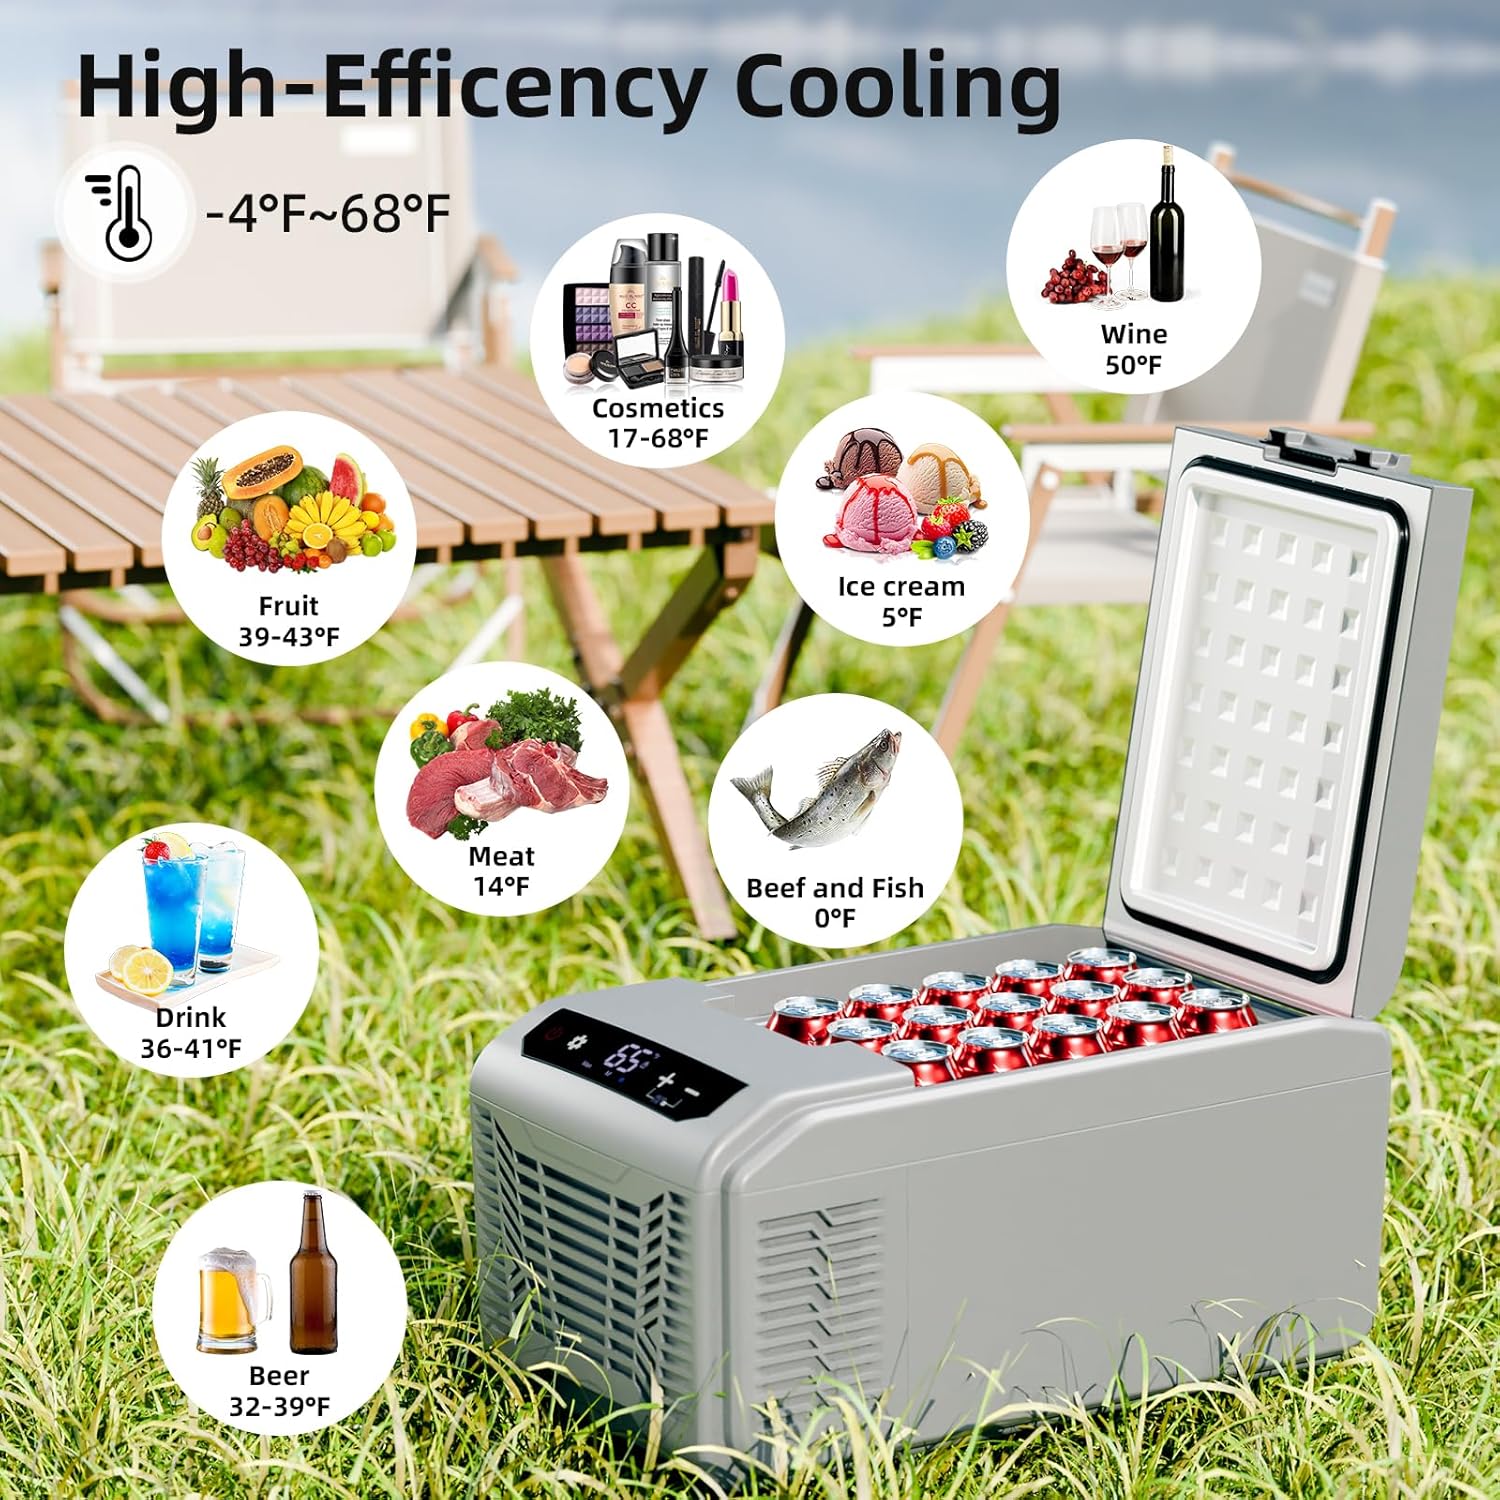 High-Efficency Cooling
-4°F~68°F
Wine
50°F
Cosmetics
17-68°F
CC
Ice cream
5°F
Fruit
39-43°F
Meat
14°F
Beef and Fish
0°F
Drink
36-41°F
65
Beer
32-39°F